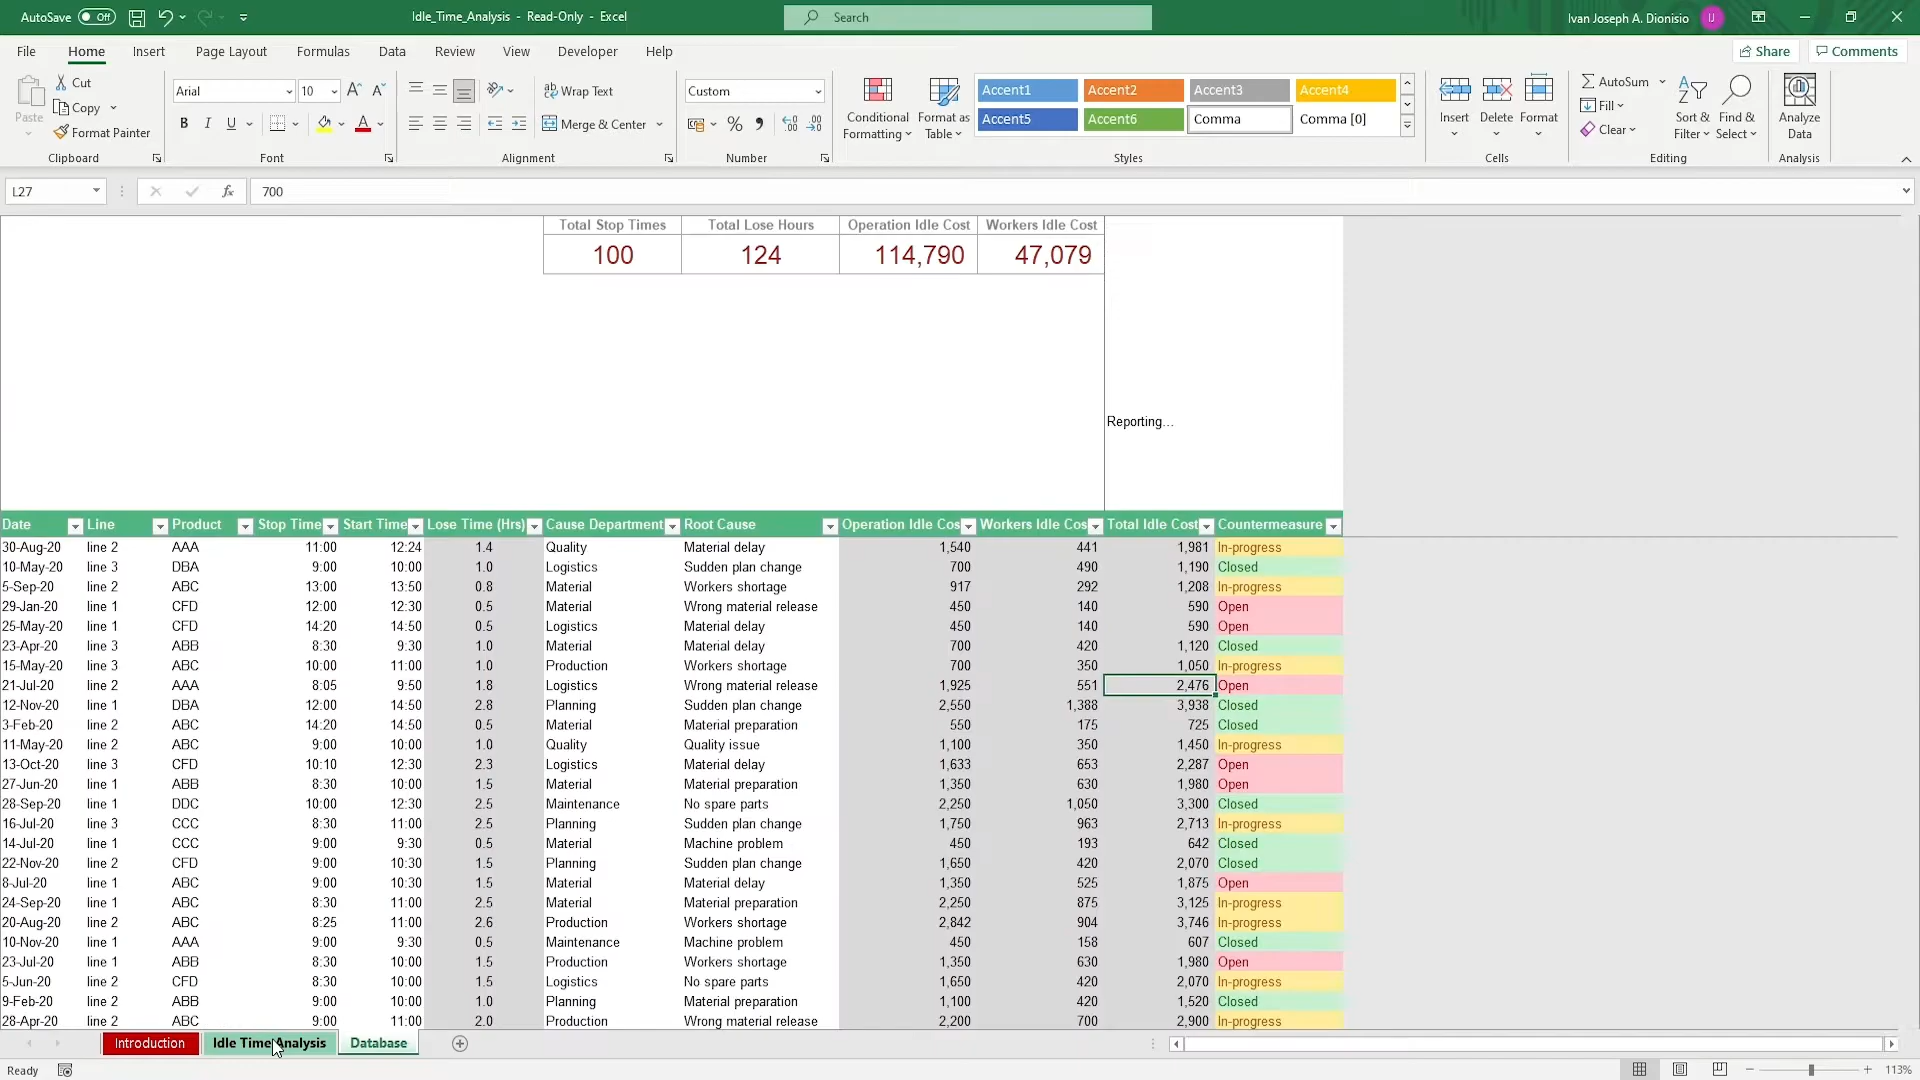 AutoSave Off Idle_Time_Analysis - Read-Only - Excel Search Ivan Joseph A. Dionisio IJ
File Home Insert Page Layout Formulas Data Review View Developer Help Share Comments
Paste Cut Copy Format Painter Clipboard
Arial 10 A A B I U A Font
Wrap Text Merge & Center Alignment
Custom % Number
Conditional Formatting Format as Table Accent1 Accent2 Accent3 Accent4 Accent5 Accent6 Comma Comma [0] Styles
Insert Delete Format Cells
AutoSum Fill Clear Sort & Filter Find & Select Editing
Analyze Data Analysis
L27 fx 700
Total Stop Times Total Lose Hours Operation Idle Cost Workers Idle Cost
100 124 114,790 47,079
Reporting...
Date Line Product Stop Time Start Time Lose Time (Hrs) Cause Department Root Cause Operation Idle Cos Workers Idle Cos Total Idle Cost Countermeasure
30-Aug-20 line 2 AAA 11:00 12:24 1.4 Quality Material delay 1,540 441 1,981 In-progress
10-May-20 line 3 DBA 9:00 10:00 1.0 Logistics Sudden plan change 700 490 1,190 Closed
5-Sep-20 line 2 ABC 13:00 13:50 0.8 Material Workers shortage 917 292 1,208 In-progress
29-Jan-20 line 1 CFD 12:00 12:30 0.5 Material Wrong material release 450 140 590 Open
25-May-20 line 1 CFD 14:20 14:50 0.5 Logistics Material delay 450 140 590 Open
23-Apr-20 line 3 ABB 8:30 9:30 1.0 Material Material delay 700 420 1,120 Closed
15-May-20 line 3 ABC 10:00 11:00 1.0 Production Workers shortage 700 350 1,050 In-progress
21-Jul-20 line 2 AAA 8:05 9:50 1.8 Logistics Wrong material release 1,925 551 2,476 Open
12-Nov-20 line 1 DBA 12:00 14:50 2.8 Planning Sudden plan change 2,550 1,388 3,938 Closed
3-Feb-20 line 2 ABC 14:20 14:50 0.5 Material Material preparation 550 175 725 Closed
11-May-20 line 2 ABC 9:00 10:00 1.0 Quality Quality issue 1,100 350 1,450 In-progress
13-Oct-20 line 3 CFD 10:10 12:30 2.3 Logistics Material delay 1,633 653 2,287 Open
27-Jun-20 line 1 ABB 8:30 10:00 1.5 Material Material preparation 1,350 630 1,980 Open
28-Sep-20 line 1 DDC 10:00 12:30 2.5 Maintenance No spare parts 2,250 1,050 3,300 Closed
16-Jul-20 line 3 CCC 8:30 11:00 2.5 Planning Sudden plan change 1,750 963 2,713 In-progress
14-Jul-20 line 1 CCC 9:00 9:30 0.5 Material Machine problem 450 193 642 Closed
22-Nov-20 line 2 CFD 9:00 10:30 1.5 Planning Sudden plan change 1,650 420 2,070 Closed
8-Jul-20 line 1 ABC 9:00 10:30 1.5 Material Material delay 1,350 525 1,875 Open
24-Sep-20 line 1 ABC 8:30 11:00 2.5 Material Material preparation 2,250 875 3,125 In-progress
20-Aug-20 line 2 ABC 8:25 11:00 2.6 Production Workers shortage 2,842 904 3,746 In-progress
10-Nov-20 line 1 AAA 9:00 9:30 0.5 Maintenance Machine problem 450 158 607 Closed
23-Jul-20 line 1 ABB 8:30 10:00 1.5 Production Workers shortage 1,350 630 1,980 Open
5-Jun-20 line 2 CFD 8:30 10:00 1.5 Logistics No spare parts 1,650 420 2,070 In-progress
9-Feb-20 line 2 ABB 9:00 10:00 1.0 Planning Material preparation 1,100 420 1,520 Closed
28-Apr-20 line 2 ABC 9:00 11:00 2.0 Production Wrong material release 2,200 700 2,900 In-progress
Introduction Idle Time Analysis Database
Ready 113%